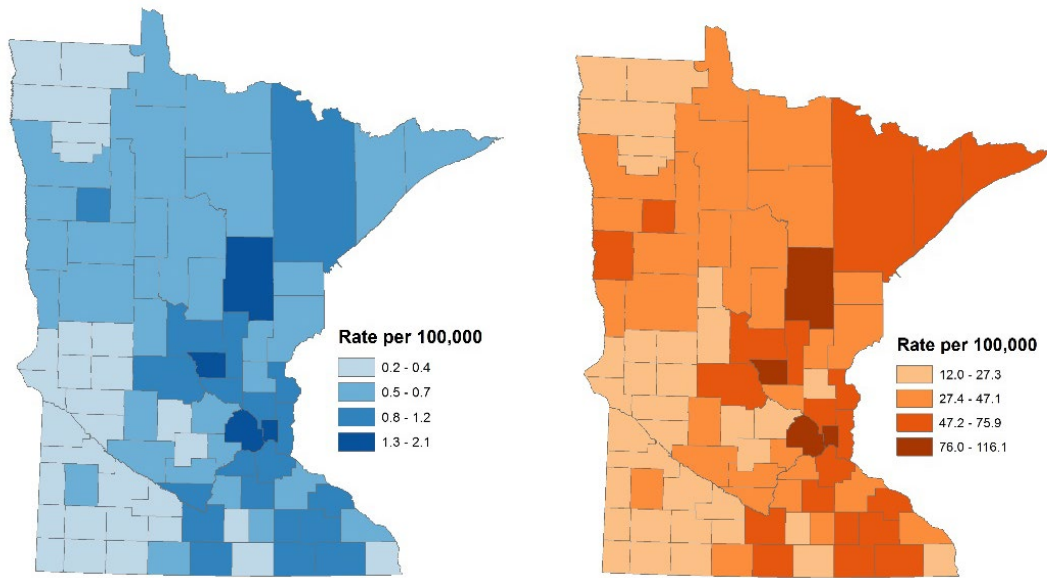 Rate per 100,000
0.2 - 0.4
0.5 - 0.7
0.8 - 1.2
1.3 - 2.1
Rate per 100,000
12.0 - 27.3
27.4 - 47.1
47.2 - 75.9
76.0 - 116.1